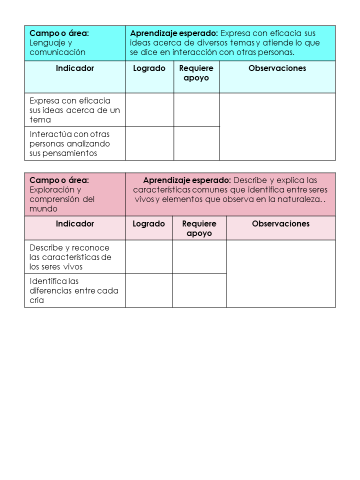 Campo o área:
Lenguaje y
comunicación
Aprendizaje esperado: Expresa con eficacia sus
ideas acerca de diversos temas y atiende lo que
se dice en interacción con otras personas.
Indicador
Logrado
Requiere
apoyo
Observaciones
Expresa con eficacia
sus ideas acerca de un
tema
Interactúa con otras
personas analizando
sus pensamientos
Campo o área:
Exploración y
comprensión del
mundo
Aprendizaje esperado: Describe y explica las
características comunes que identifica entre seres
vivos y elementos que observa en la naturaleza. .
Indicador
Logrado
Requiere
apoyo
Observaciones
Describe y reconoce
las características de
los seres vivos
Identifica las
diferencias entre cada
cría